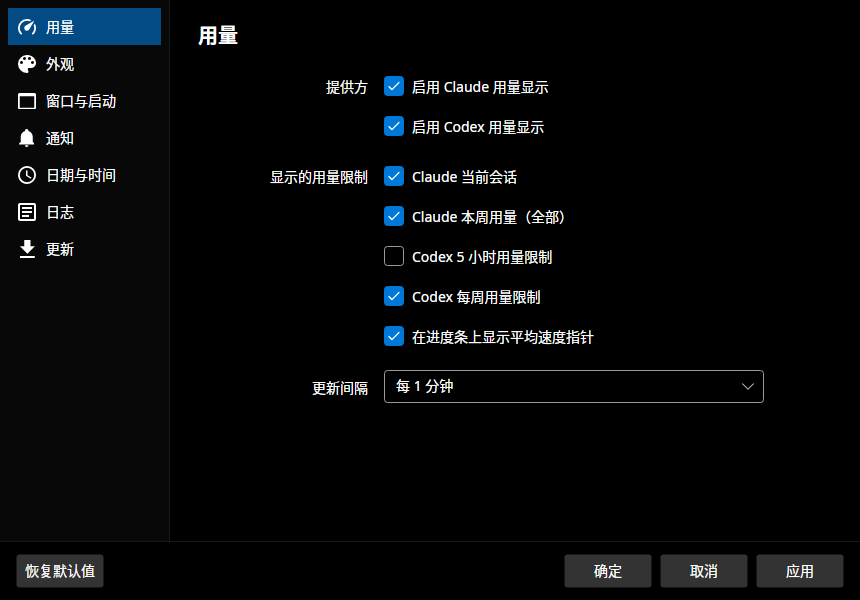 用量
外观
窗口与启动
通知
日期与时间
日志
更新
用量
提供方
启用 Claude 用量显示
启用 Codex 用量显示
显示的用量限制
Claude 当前会话
Claude 本周用量（全部）
Codex 5 小时用量限制
Codex 每周用量限制
在进度条上显示平均速度指针
更新间隔
每 1 分钟
恢复默认值
确定
取消
应用